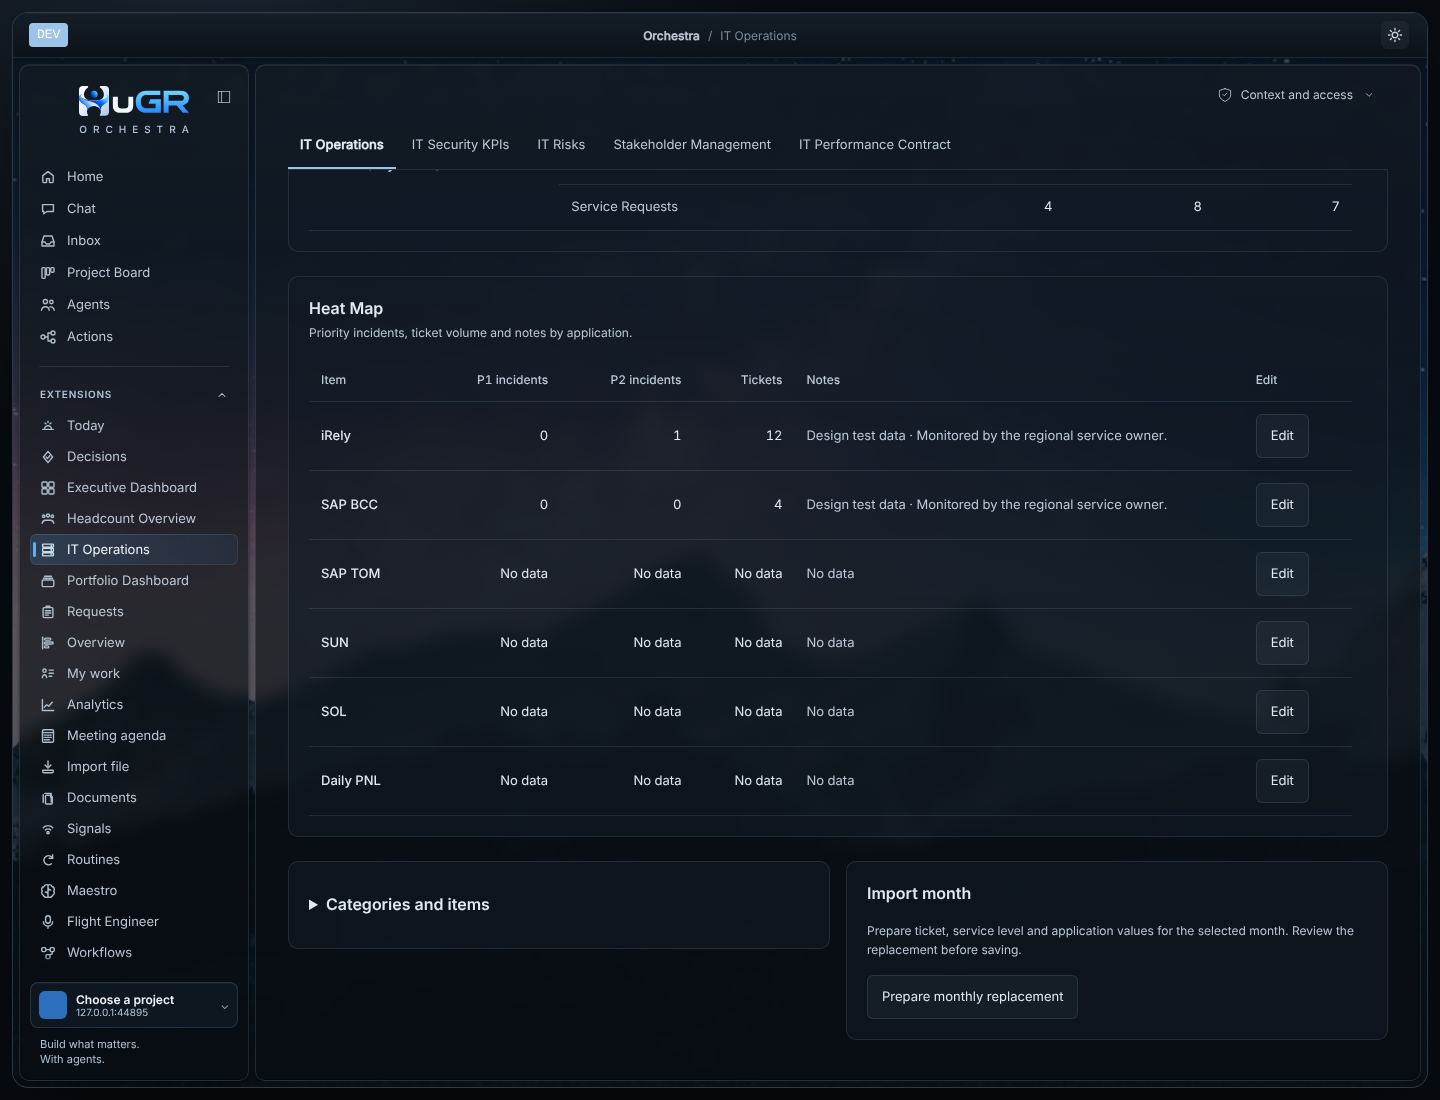 DEV
Orchestra / IT Operations
HuGR
ORCHESTRA
Context and access
IT Operations
IT Security KPIs
IT Risks
Stakeholder Management
IT Performance Contract
Home
Chat
Inbox
Project Board
Agents
Actions
EXTENSIONS
Today
Decisions
Executive Dashboard
Headcount Overview
IT Operations
Portfolio Dashboard
Requests
Overview
My work
Analytics
Meeting agenda
Import file
Documents
Signals
Routines
Maestro
Flight Engineer
Workflows
Choose a project
127.0.0.1:44895
Build what matters.
With agents.
Service Requests 4 8 7
Heat Map
Priority incidents, ticket volume and notes by application.
Item P1 incidents P2 incidents Tickets Notes Edit
iRely 0 1 12 Design test data · Monitored by the regional service owner. Edit
SAP BCC 0 0 4 Design test data · Monitored by the regional service owner. Edit
SAP TOM No data No data No data No data Edit
SUN No data No data No data No data Edit
SOL No data No data No data No data Edit
Daily PNL No data No data No data No data Edit
Categories and items
Import month
Prepare ticket, service level and application values for the selected month. Review the
replacement before saving.
Prepare monthly replacement